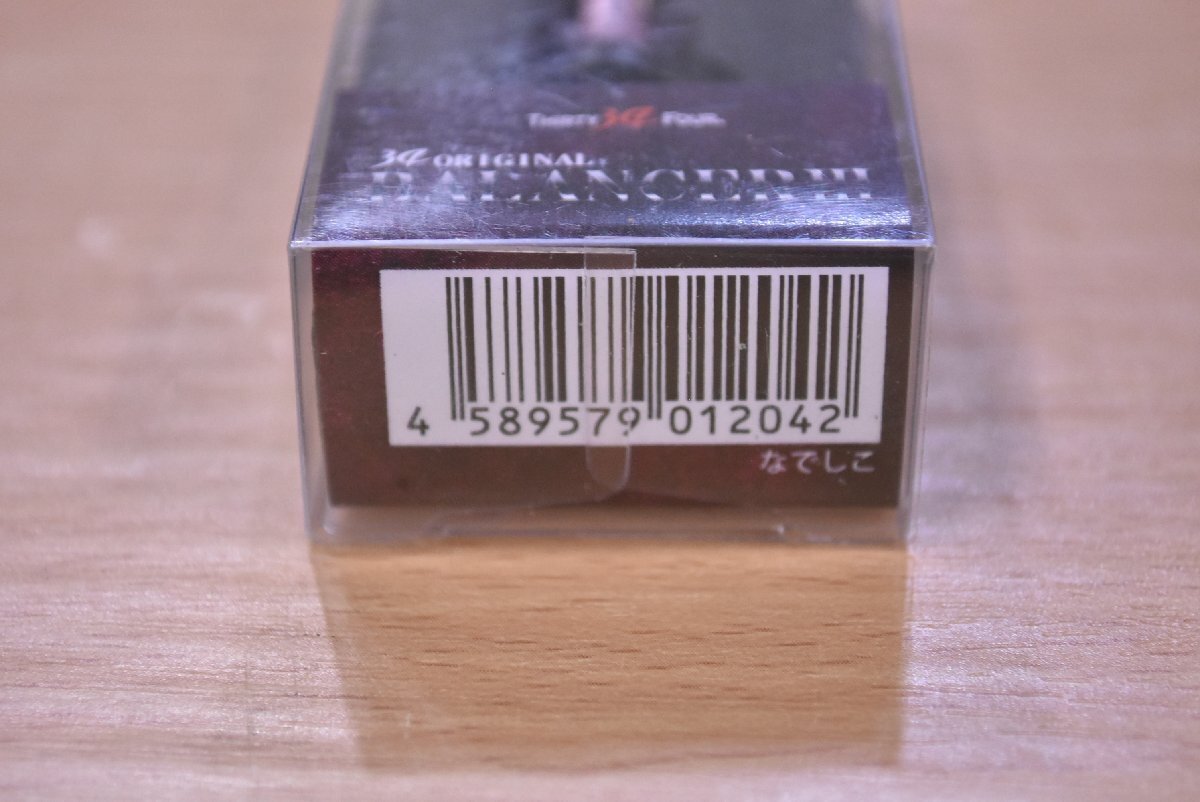 THIRTY 34 FOUR
34 ORIGINAL
BALANCER III
4 589579 012042
なでしこ